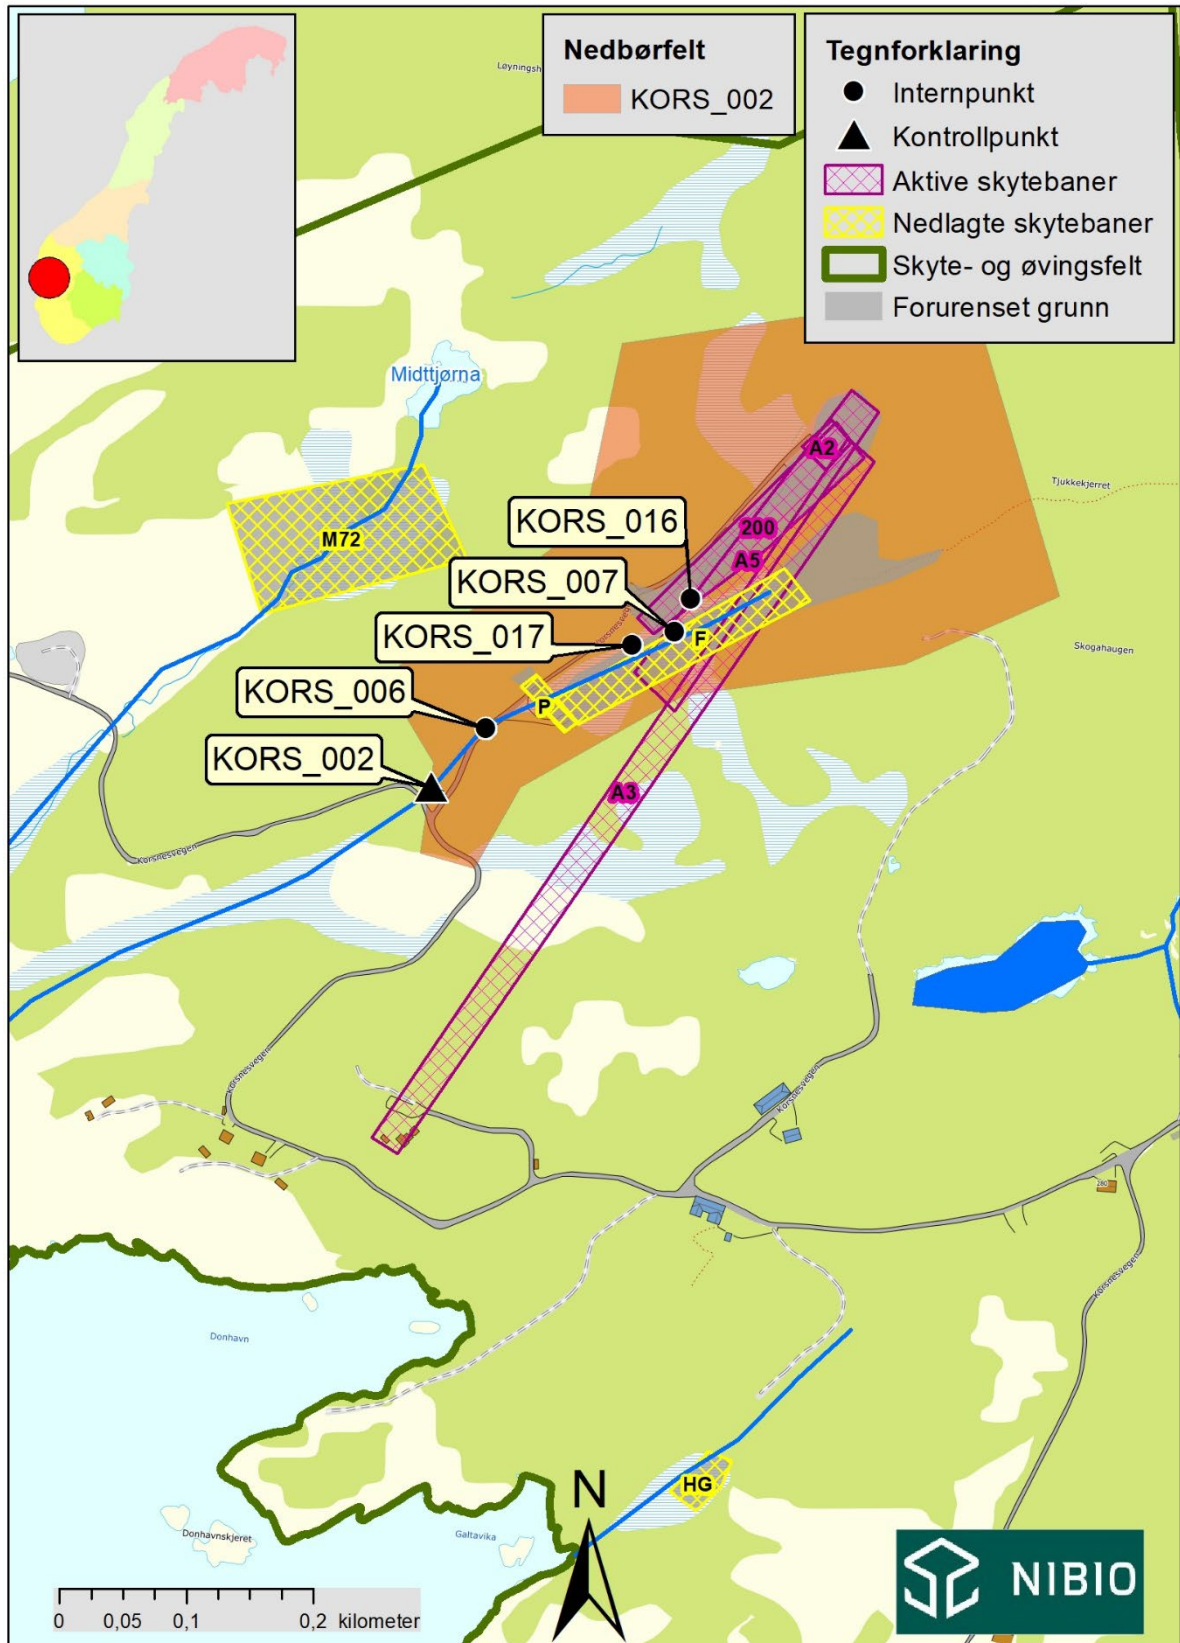 Nedbørfelt
KORS_002
Tegnforklaring
Internpunkt
Kontrollpunkt
Aktive skytebaner
Nedlagte skytebaner
Skyte- og øvingsfelt
Forurenset grunn
Midttjørna
A2
Tjukkekjerret
KORS_016
200
M72
A5
KORS_007
Korsnesvegen
KORS_017
F
Skogahaugen
KORS_006
P
KORS_002
A3
Korsnesvegen
Korsnesvegen
Korsnesvegen
280
Korsnesvegen
Donhavn
HG
N
Donhavnskjeret
Galtavika
NIBIO
0 0,05 0,1 0,2 kilometer